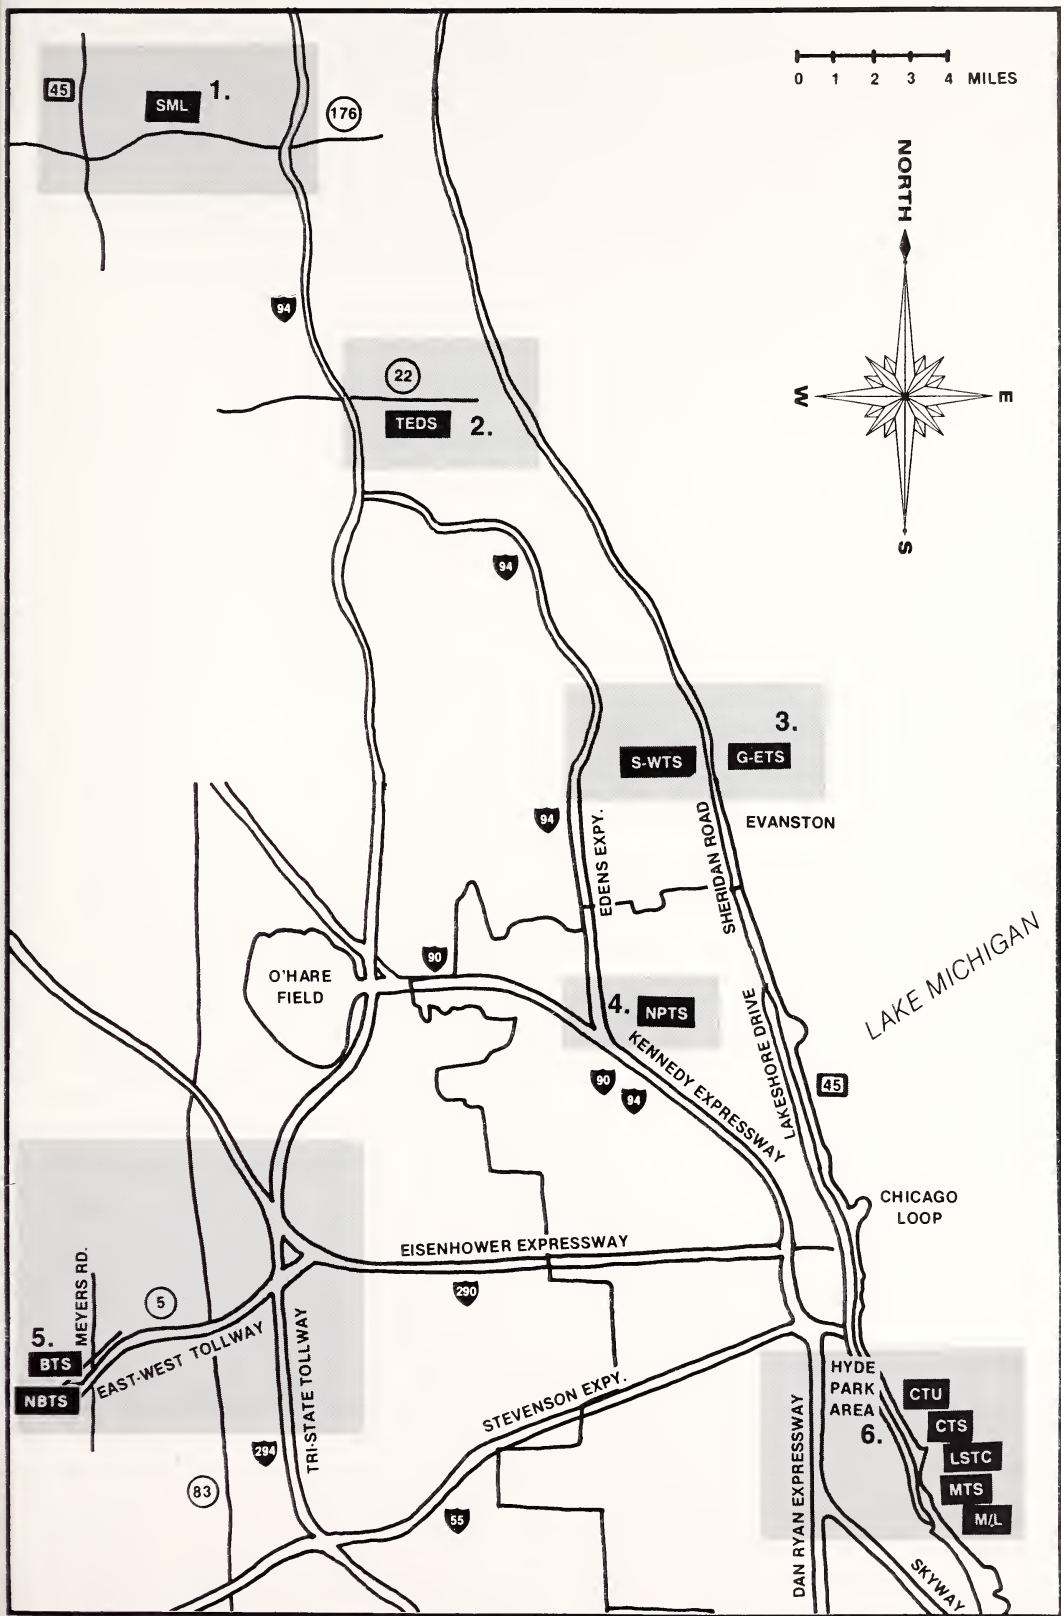 45
SML
1.
176
0 1 2 3 4 MILES
NORTH
W
E
S
94
22
TEDS
2.
94
3.
S-WTS
G-ETS
94
EDENS EXPY.
SHERIDAN ROAD
EVANSTON
LAKE MICHIGAN
O'HARE
FIELD
90
4.
NPTS
KENNEDY EXPRESSWAY
90
94
LAKESHORE DRIVE
45
CHICAGO
LOOP
EISENHOWER EXPRESSWAY
290
MEYERS RD.
5
5.
BTS
NBTS
EAST-WEST TOLLWAY
TRI-STATE TOLLWAY
294
83
STEVENSON EXPY.
55
DAN RYAN EXPRESSWAY
HYDE
PARK
AREA
6.
CTU
CTS
LSTC
MTS
M/L
SKYWAY